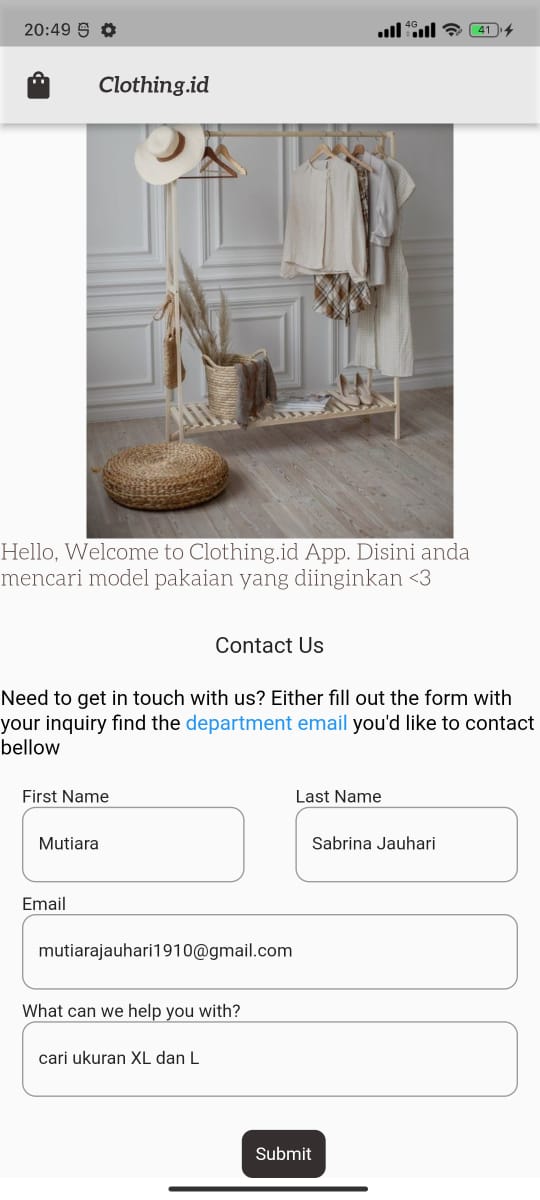 20:49
4G
41
Clothing.id
Hello, Welcome to Clothing.id App. Disini anda
mencari model pakaian yang diinginkan <3
Contact Us
Need to get in touch with us? Either fill out the form with
your inquiry find the department email you'd like to contact
bellow
First Name
Last Name
Mutiara
Sabrina Jauhari
Email
mutiarajauhari1910@gmail.com
What can we help you with?
cari ukuran XL dan L
Submit